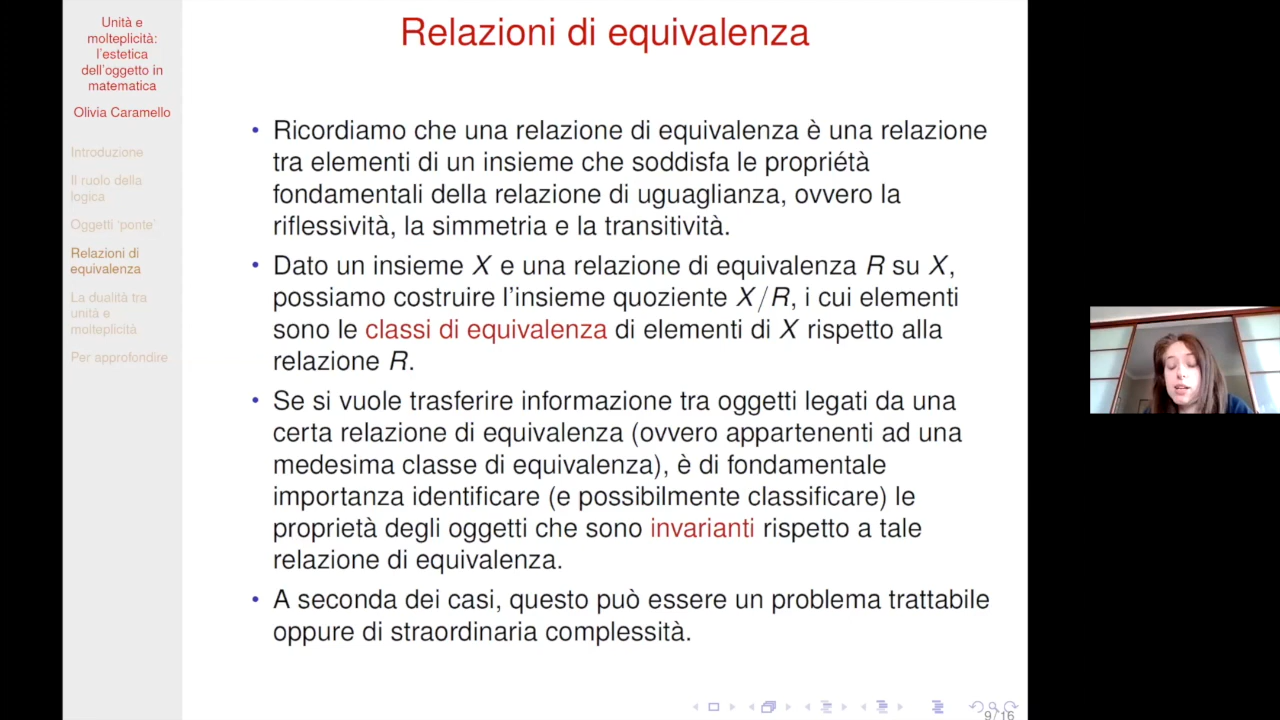 Unità e
molteplicità:
l'estetica
dell'oggetto in
matematica
Olivia Caramello
Introduzione
Il ruolo della
logica
Oggetti 'ponte'
Relazioni di
equivalenza
La dualità tra
unità e
molteplicità
Per approfondire
Relazioni di equivalenza
• Ricordiamo che una relazione di equivalenza è una relazione
tra elementi di un insieme che soddisfa le propriétà
fondamentali della relazione di uguaglianza, ovvero la
riflessività, la simmetria e la transitività.
• Dato un insieme X e una relazione di equivalenza R su X,
possiamo costruire l'insieme quoziente X/R, i cui elementi
sono le classi di equivalenza di elementi di X rispetto alla
relazione R.
• Se si vuole trasferire informazione tra oggetti legati da una
certa relazione di equivalenza (ovvero appartenenti ad una
medesima classe di equivalenza), è di fondamentale
importanza identificare (e possibilmente classificare) le
proprietà degli oggetti che sono invarianti rispetto a tale
relazione di equivalenza.
• A seconda dei casi, questo può essere un problema trattabile
oppure di straordinaria complessità.
9/16